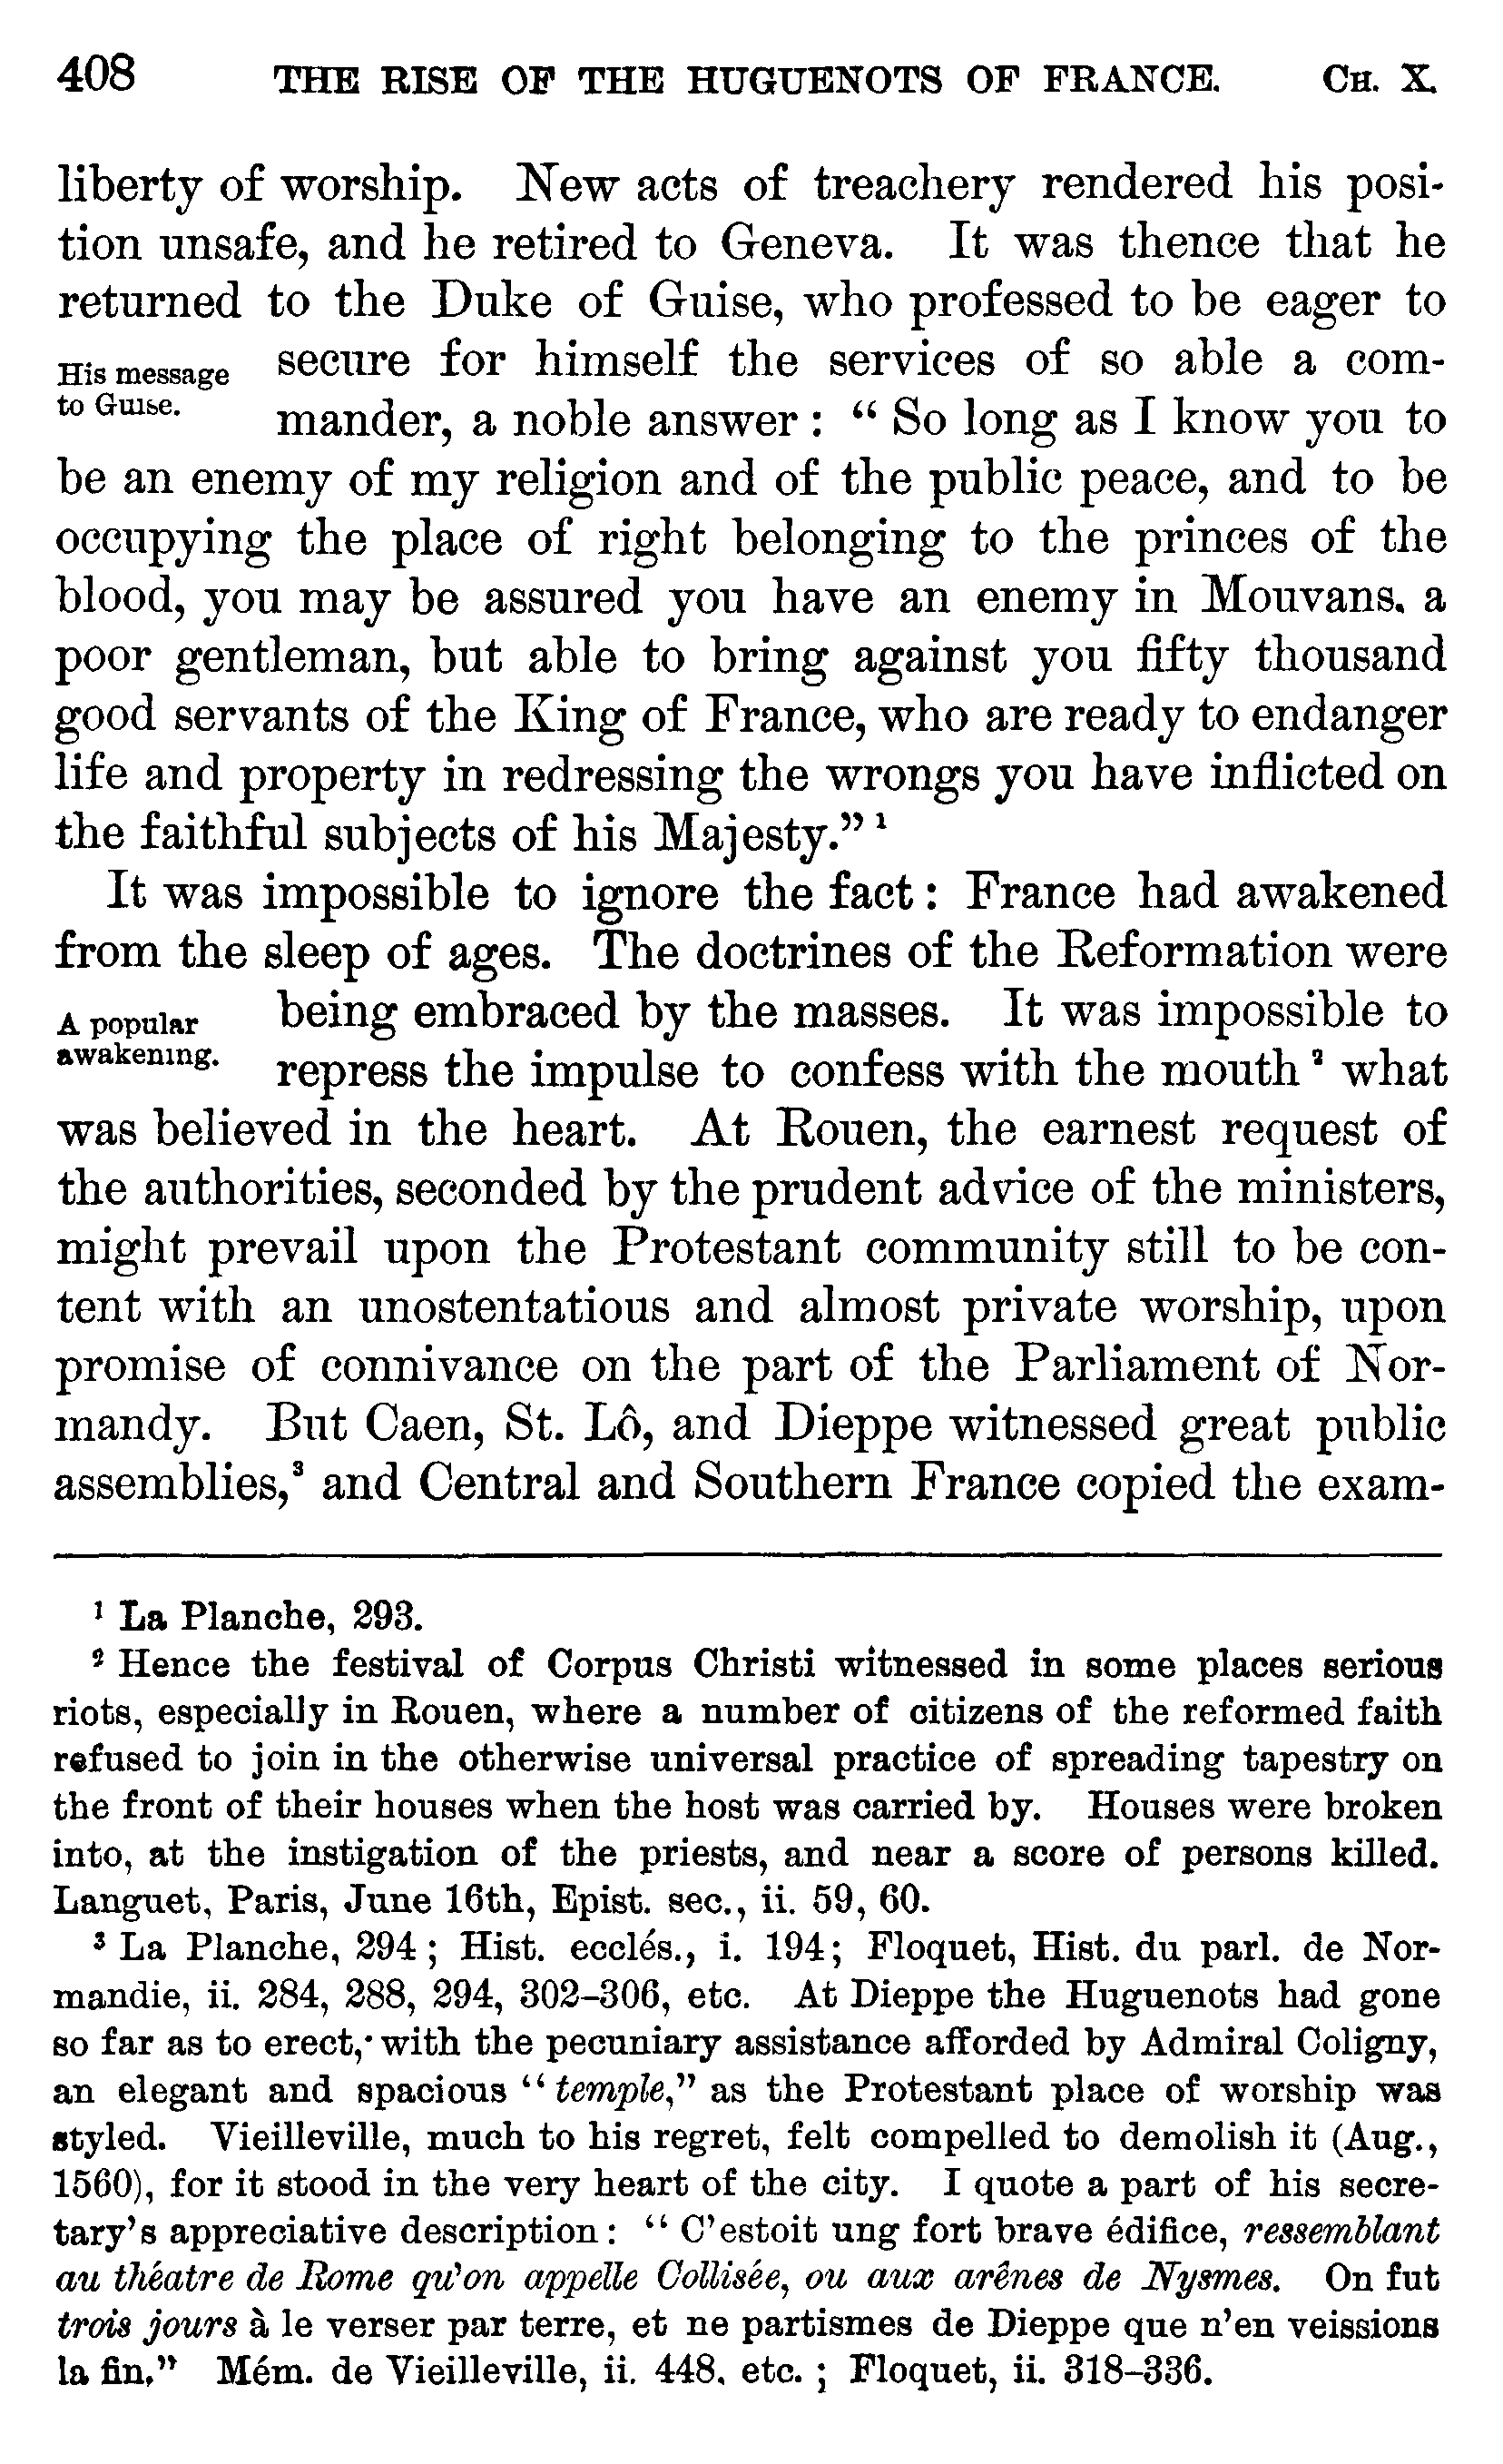 408 THE RISE OF THE HUGUENOTS OF FRANCE. CH. X.
liberty of worship. New acts of treachery rendered his posi-
tion unsafe, and he retired to Geneva. It was thence that he
returned to the Duke of Guise, who professed to be eager to
His message
to Guise.
secure for himself the services of so able a com-
mander, a noble answer: “So long as I know you to
be an enemy of my religion and of the public peace, and to be
occupying the place of right belonging to the princes of the
blood, you may be assured you have an enemy in Mouvans, a
poor gentleman, but able to bring against you fifty thousand
good servants of the King of France, who are ready to endanger
life and property in redressing the wrongs you have inflicted on
the faithful subjects of his Majesty.” ¹
It was impossible to ignore the fact: France had awakened
from the sleep of ages. The doctrines of the Reformation were
A popular
awakening.
being embraced by the masses. It was impossible to
repress the impulse to confess with the mouth ² what
was believed in the heart. At Rouen, the earnest request of
the authorities, seconded by the prudent advice of the ministers,
might prevail upon the Protestant community still to be con-
tent with an unostentatious and almost private worship, upon
promise of connivance on the part of the Parliament of Nor-
mandy. But Caen, St. Lô, and Dieppe witnessed great public
assemblies,³ and Central and Southern France copied the exam-
¹ La Planche, 293.
² Hence the festival of Corpus Christi witnessed in some places serious
riots, especially in Rouen, where a number of citizens of the reformed faith
refused to join in the otherwise universal practice of spreading tapestry on
the front of their houses when the host was carried by. Houses were broken
into, at the instigation of the priests, and near a score of persons killed.
Languet, Paris, June 16th, Epist. sec., ii. 59, 60.
³ La Planche, 294; Hist. ecclés., i. 194; Floquet, Hist. du parl. de Nor-
mandie, ii. 284, 288, 294, 302–306, etc. At Dieppe the Huguenots had gone
so far as to erect, with the pecuniary assistance afforded by Admiral Coligny,
an elegant and spacious “temple,” as the Protestant place of worship was
styled. Vieilleville, much to his regret, felt compelled to demolish it (Aug.,
1560), for it stood in the very heart of the city. I quote a part of his secre-
tary’s appreciative description: “C’estoit ung fort brave édifice, ressemblant
au théatre de Rome qu’on appelle Collisée, ou aux arênes de Nysmes. On fut
trois jours à le verser par terre, et ne partismes de Dieppe que n’en veissions
la fin.” Mém. de Vieilleville, ii. 448, etc.; Floquet, ii. 318–336.